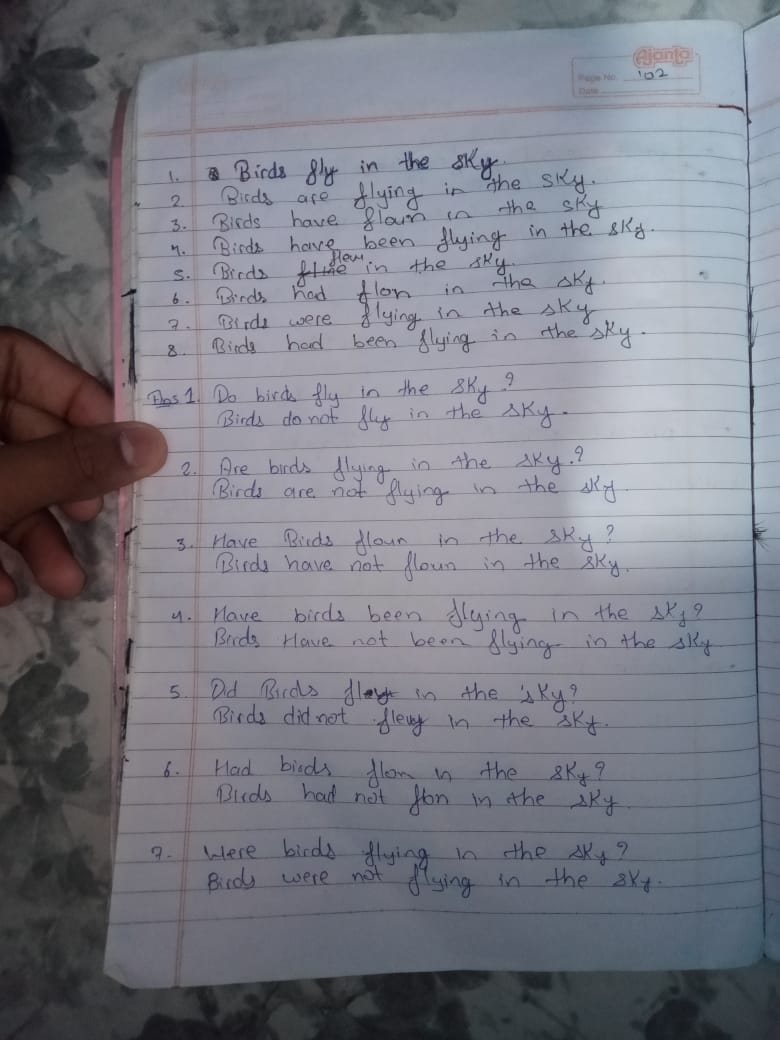 Ajanta
Page No. 102
Date
1. Birds fly in the sky.
2. Birds are flying in the sky.
3. Birds have floun in the sky
4. Birds have been flying in the sky.
flew
5. Birds in the sky.
6. Birds had flon in the sky.
7. Birds were flying in the sky
8. Birds had been flying in the sky.
1. Do birds fly in the sky?
Birds do not fly in the sky.
2. Are birds flying in the sky.?
Birds are not flying in the sky
3. Have Birds floun in the sky?
Birds have not floun in the sky.
4. Have birds been flying in the sky?
Birds Have not been flying in the sky
5. Did Birds in the sky?
Birds did not flew in the sky.
6. Had birds flon in the sky?
Birds had not flon in the sky.
7. Were birds flying in the sky?
Birds were not flying in the sky.